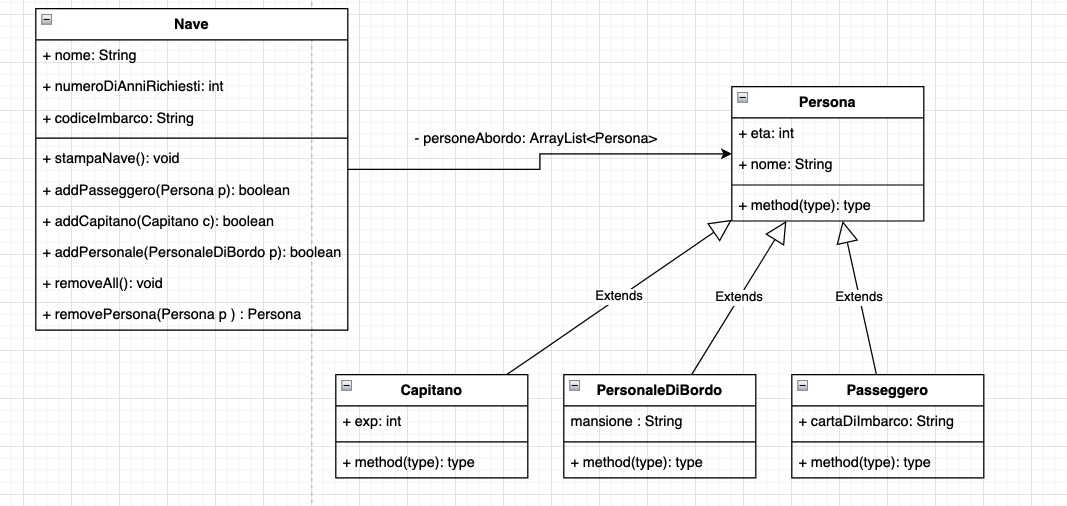 Nave
+ nome: String
+ numeroDiAnniRichiesti: int
+ codiceImbarco: String
+ stampaNave(): void
+ addPasseggero(Persona p): boolean
+ addCapitano(Capitano c): boolean
+ addPersonale(PersonaleDiBordo p): boolean
+ removeAll(): void
+ removePersona(Persona p ) : Persona
- personeAbordo: ArrayList<Persona>
Persona
+ eta: int
+ nome: String
+ method(type): type
Extends
Extends
Extends
Capitano
+ exp: int
+ method(type): type
PersonaleDiBordo
mansione : String
+ method(type): type
Passeggero
+ cartaDiImbarco: String
+ method(type): type